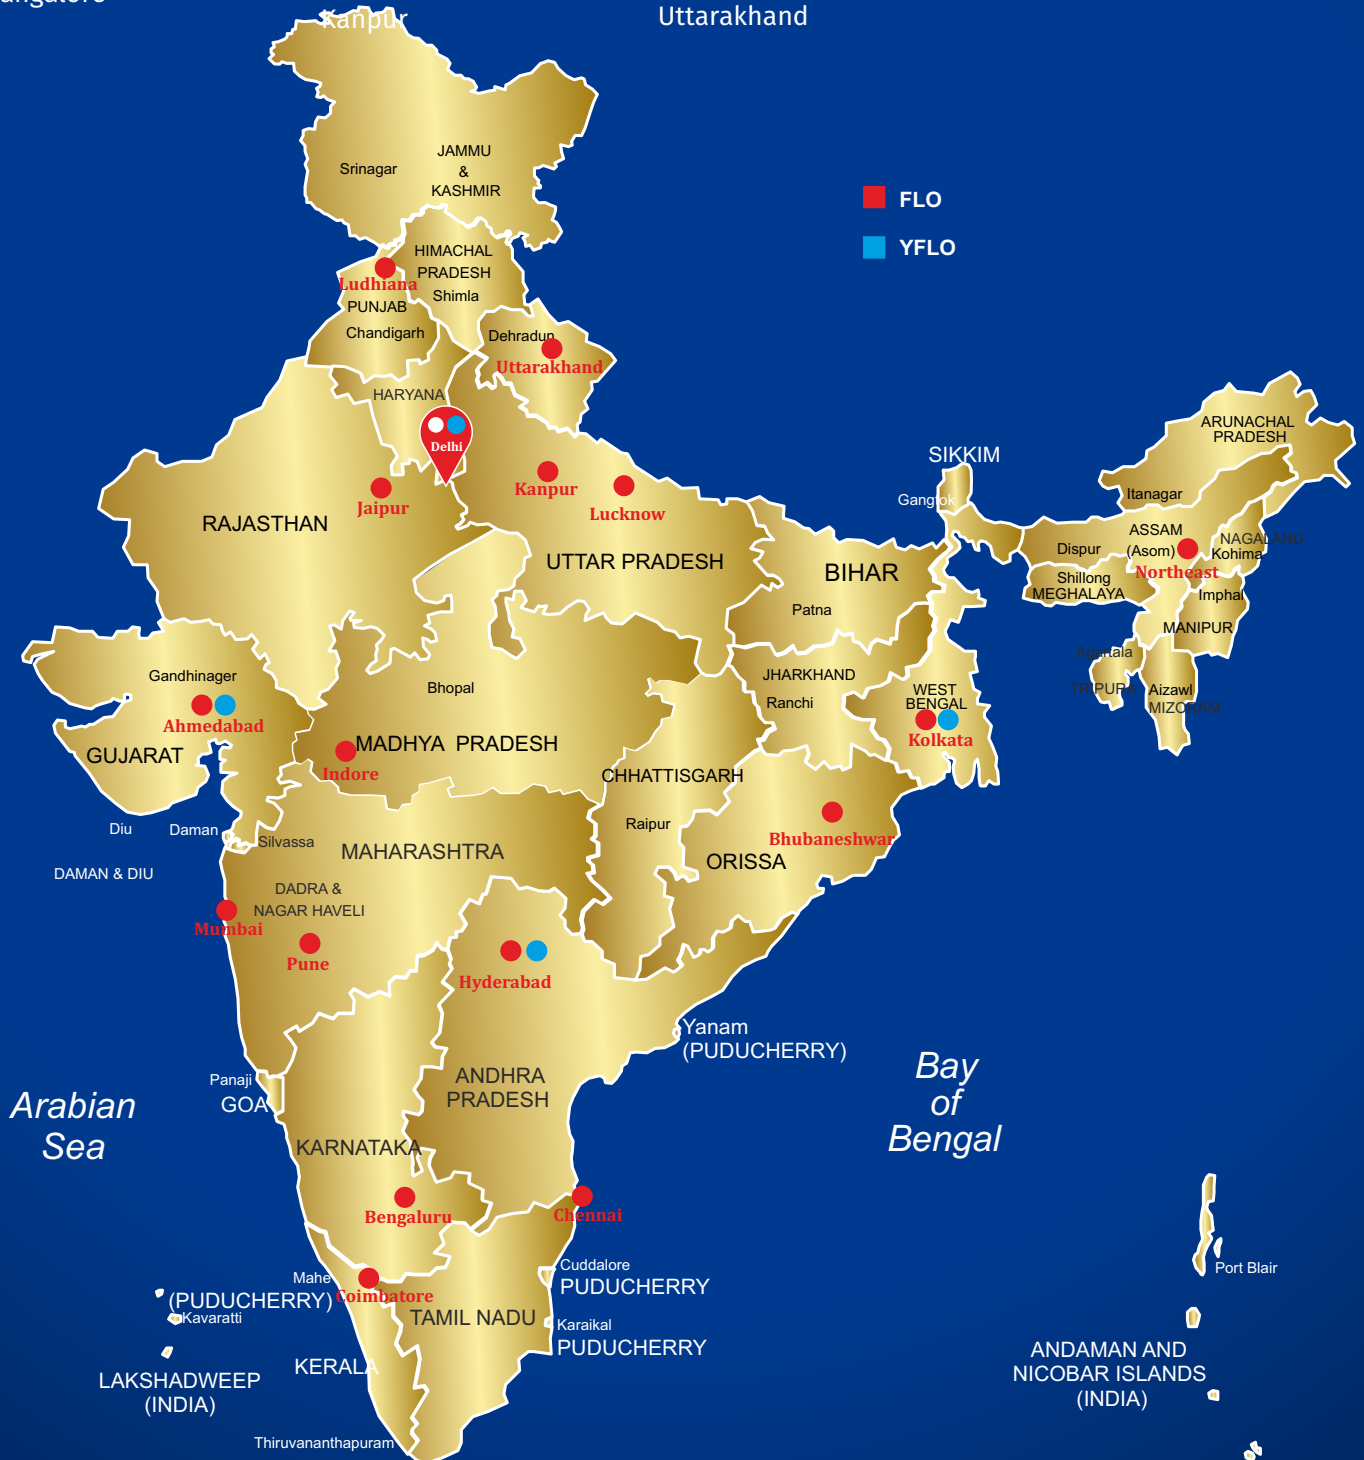 Kanpur
Uttarakhand
JAMMU
&
KASHMIR
Srinagar
FLO
YFLO
HIMACHAL
PRADESH
Shimla
Ludhiana
PUNJAB
Chandigarh
Dehradun
Uttarakhand
HARYANA
Delhi
ARUNACHAL
PRADESH
SIKKIM
Gangtok
Itanagar
Kanpur
Lucknow
Jaipur
RAJASTHAN
UTTAR PRADESH
BIHAR
Patna
ASSAM
(Asom)
Dispur
NAGALAND
Kohima
Northeast
Shillong
MEGHALAYA
Imphal
MANIPUR
Agartala
TRIPURA
Aizawl
MIZORAM
Gandhinager
Ahmedabad
GUJARAT
Bhopal
MADHYA PRADESH
Indore
JHARKHAND
Ranchi
WEST
BENGAL
Kolkata
CHHATTISGARH
Raipur
Bhubaneshwar
ORISSA
Diu
Daman
Silvassa
DAMAN & DIU
MAHARASHTRA
DADRA &
NAGAR HAVELI
Mumbai
Pune
Hyderabad
Yanam
(PUDUCHERRY)
Panaji
GOA
ANDHRA
PRADESH
Arabian
Sea
Bay
of
Bengal
KARNATAKA
Bengaluru
Chennai
Cuddalore
PUDUCHERRY
Port Blair
Mahe
(PUDUCHERRY)
Coimbatore
Kavaratti
TAMIL NADU
Karaikal
PUDUCHERRY
KERALA
LAKSHADWEEP
(INDIA)
ANDAMAN AND
NICOBAR ISLANDS
(INDIA)
Thiruvananthapuram